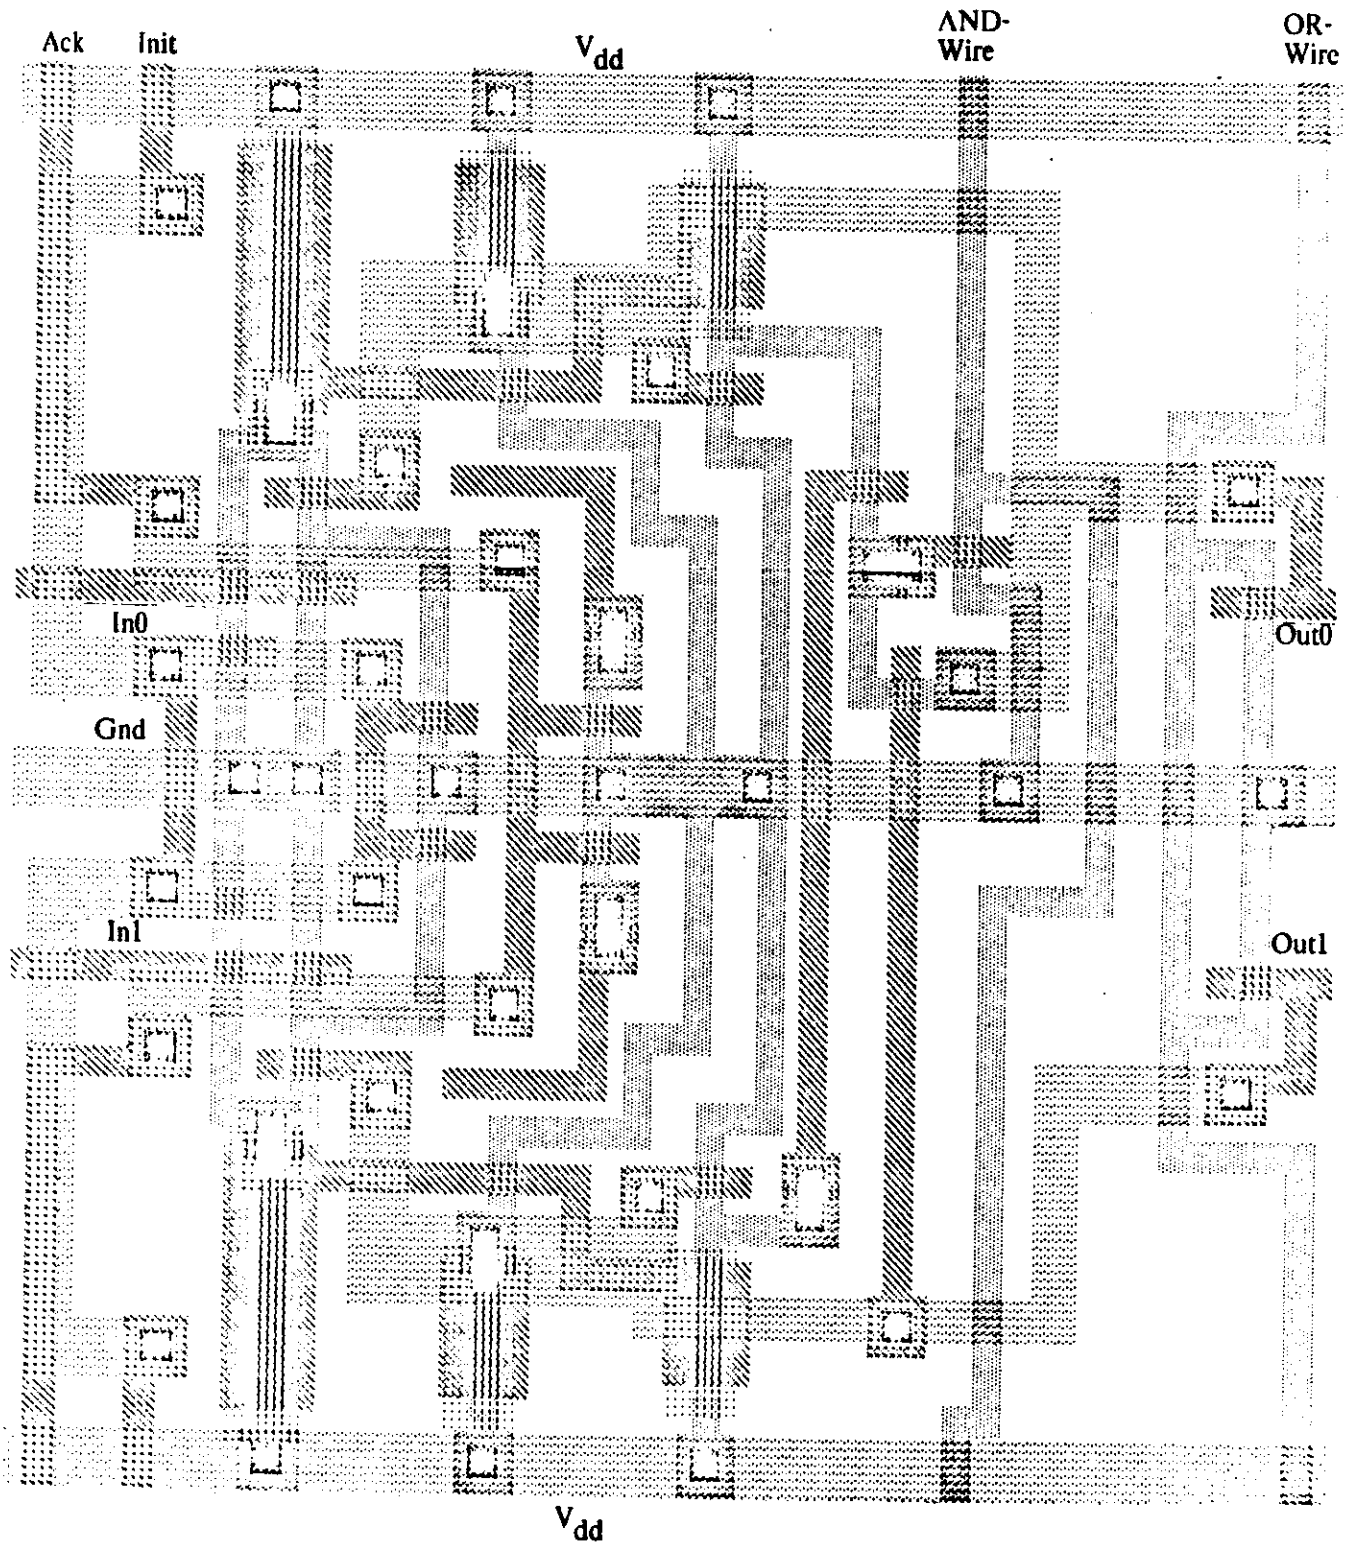 Ack
Init
Vdd
AND-
Wire
OR-
Wire
In0
Out0
Gnd
In1
Out1
Vdd